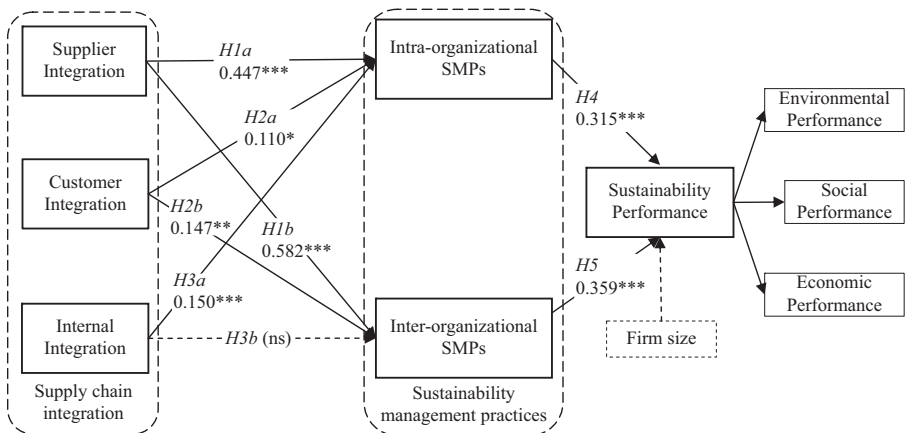 Supplier
Integration
Customer
Integration
Internal
Integration
Supply chain
integration
H1a
0.447***
H2a
0.110*
H2b
0.147**
H1b
0.582***
H3a
0.150***
H3b (ns)
Intra-organizational
SMPs
Inter-organizational
SMPs
Sustainability
management practices
H4
0.315***
H5
0.359***
Sustainability
Performance
Firm size
Environmental
Performance
Social
Performance
Economic
Performance